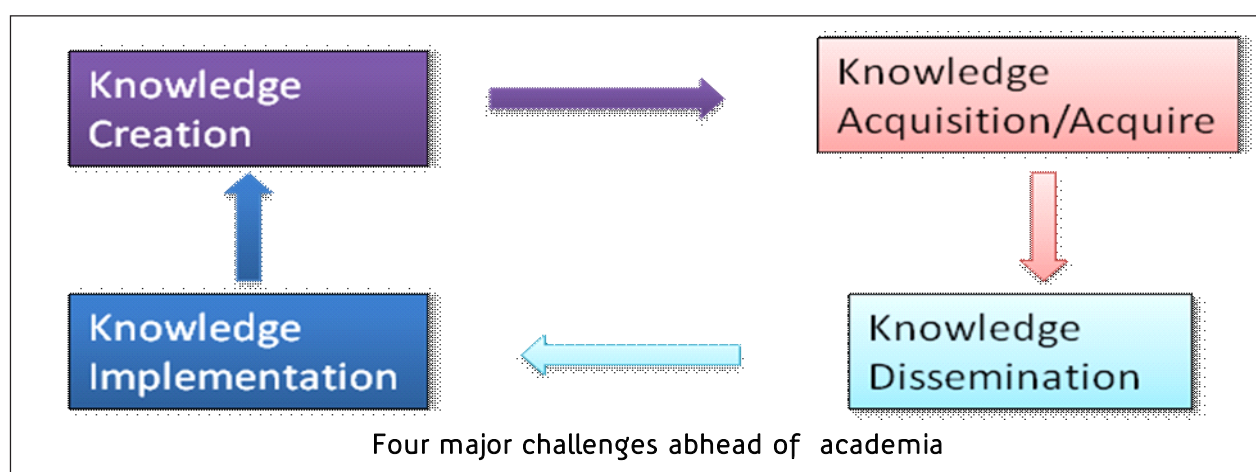 Knowledge
Creation
Knowledge
Acquisition/Acquire
Knowledge
Implementation
Knowledge
Dissemination
Four major challenges abhead of academia